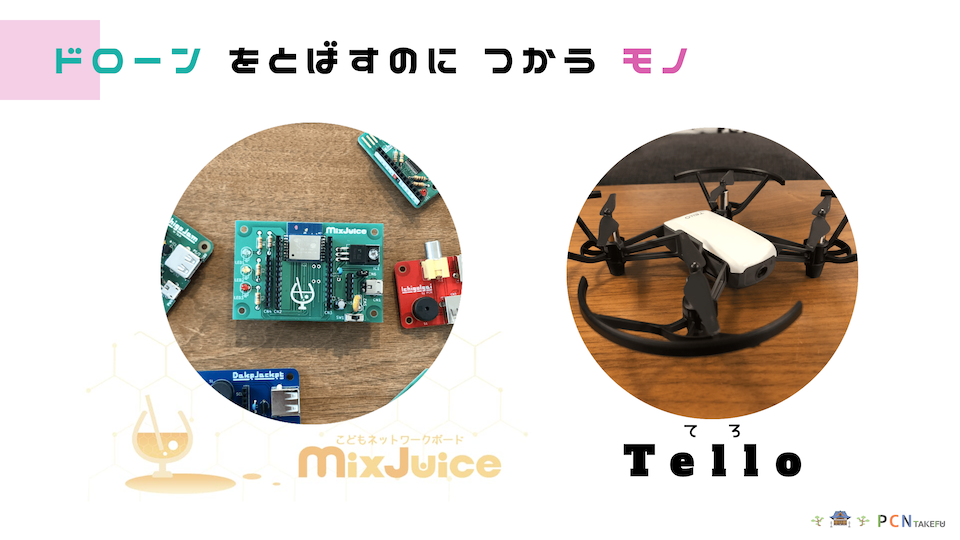 ドローン をとばすのに つかう モノ
MixJuice
IchigoJam
DakeJacket
こどもネットワークボード
MixJuice
てろ
Tello
PCN TAKEFU